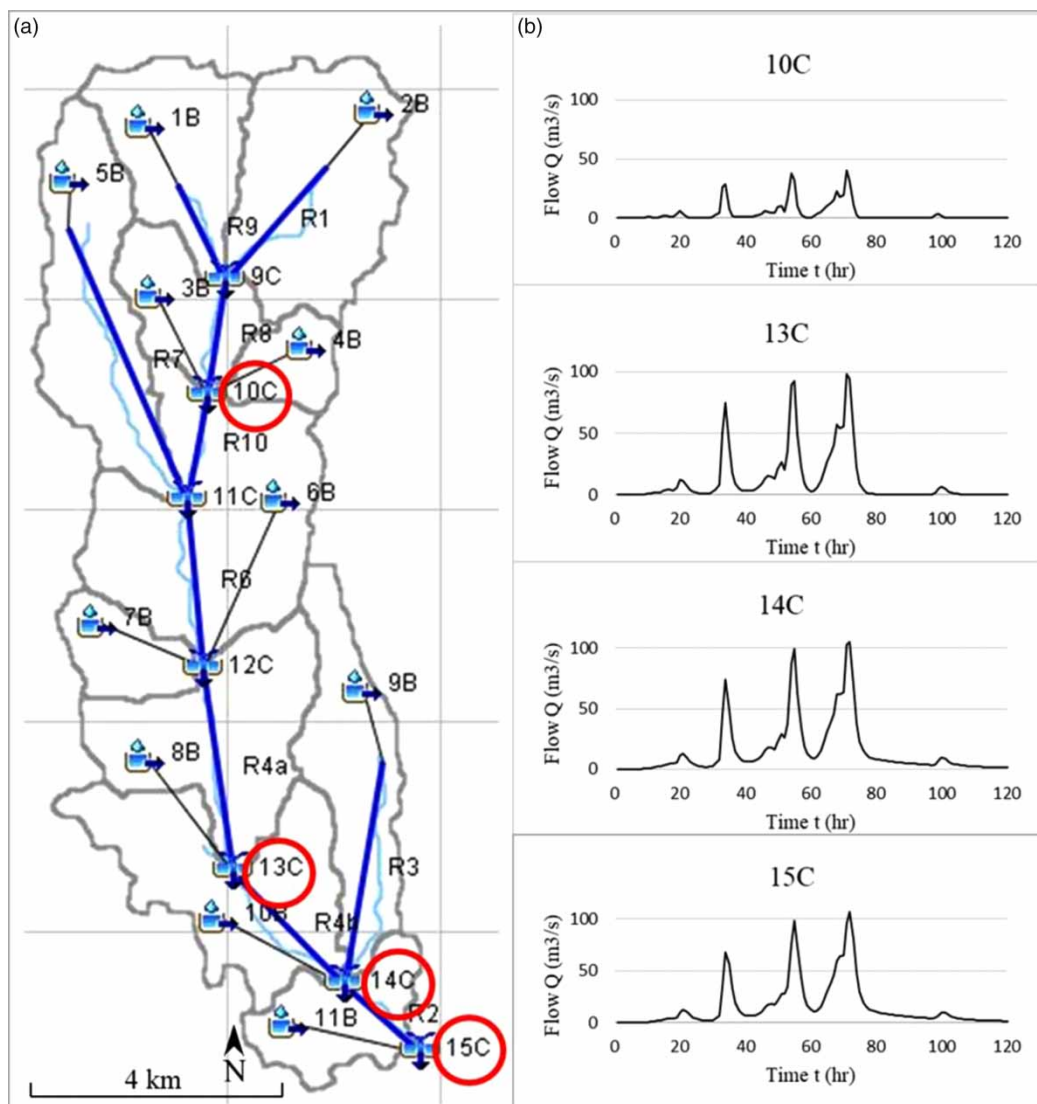 (a)
1B
2B
5B
R9
R1
9C
3B
R8
4B
R7
10C
R10
11C
6B
R6
7B
12C
9B
8B
R4a
R3
13C
10B
R4b
14C
R2
11B
15C
N
4 km
(b)
10C
Flow Q (m3/s)
100
50
0
0 20 40 60 80 100 120
Time t (hr)
13C
Flow Q (m3/s)
100
50
0
0 20 40 60 80 100 120
Time t (hr)
14C
Flow Q (m3/s)
100
50
0
0 20 40 60 80 100 120
Time t (hr)
15C
Flow Q (m3/s)
100
50
0
0 20 40 60 80 100 120
Time t (hr)